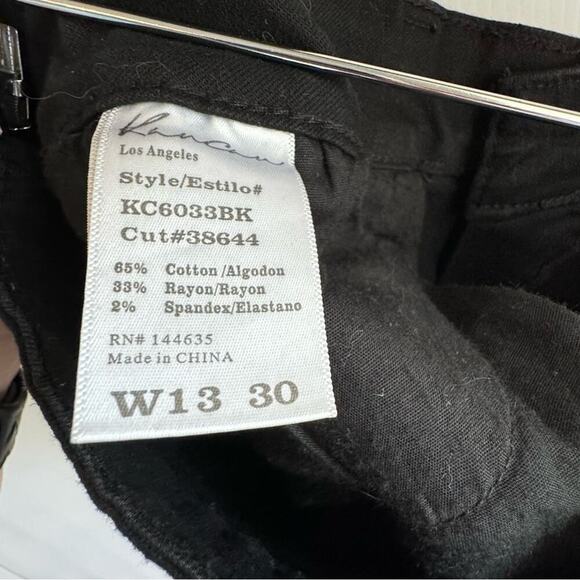 Kancan
Los Angeles
Style/Estilo#
KC6033BK
Cut#38644
65% Cotton/Algodon
33% Rayon/Rayon
2% Spandex/Elastano
RN# 144635
Made in CHINA
W13 30